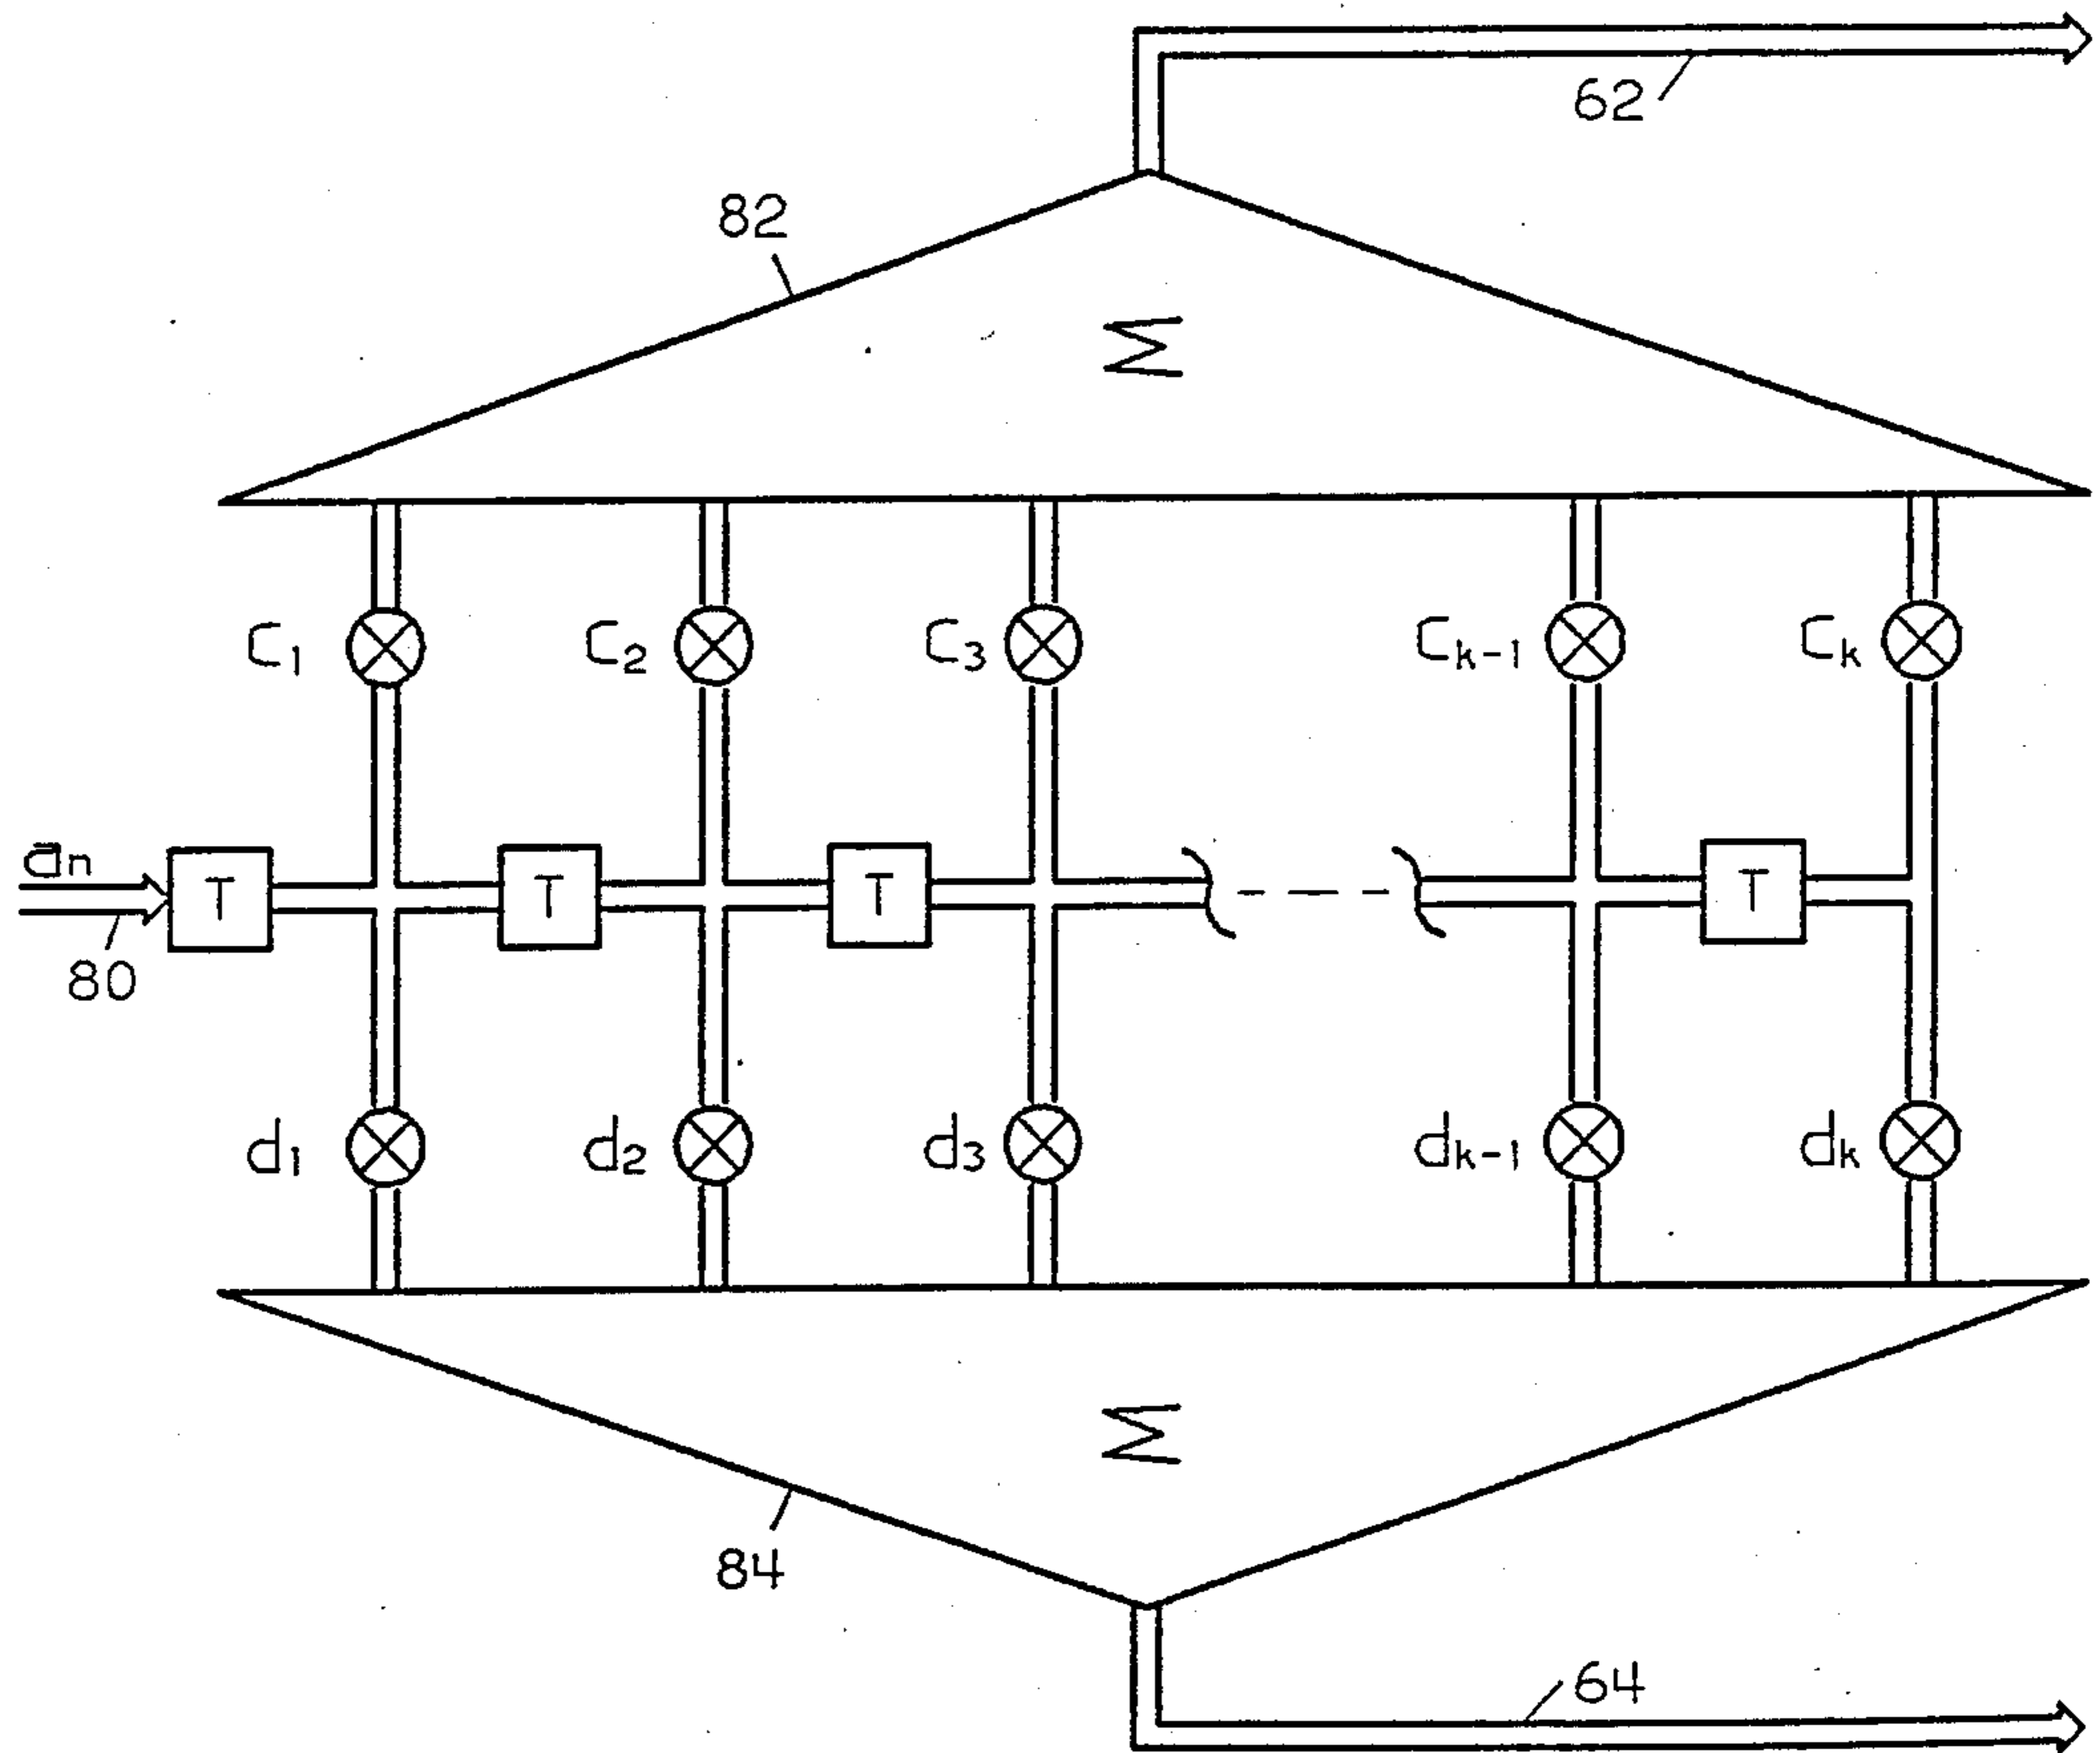 62
82
Σ
C1 C2 C3 Ck-1 Ck
an T T T T
80
d1 d2 d3 dk-1 dk
Σ
84
64